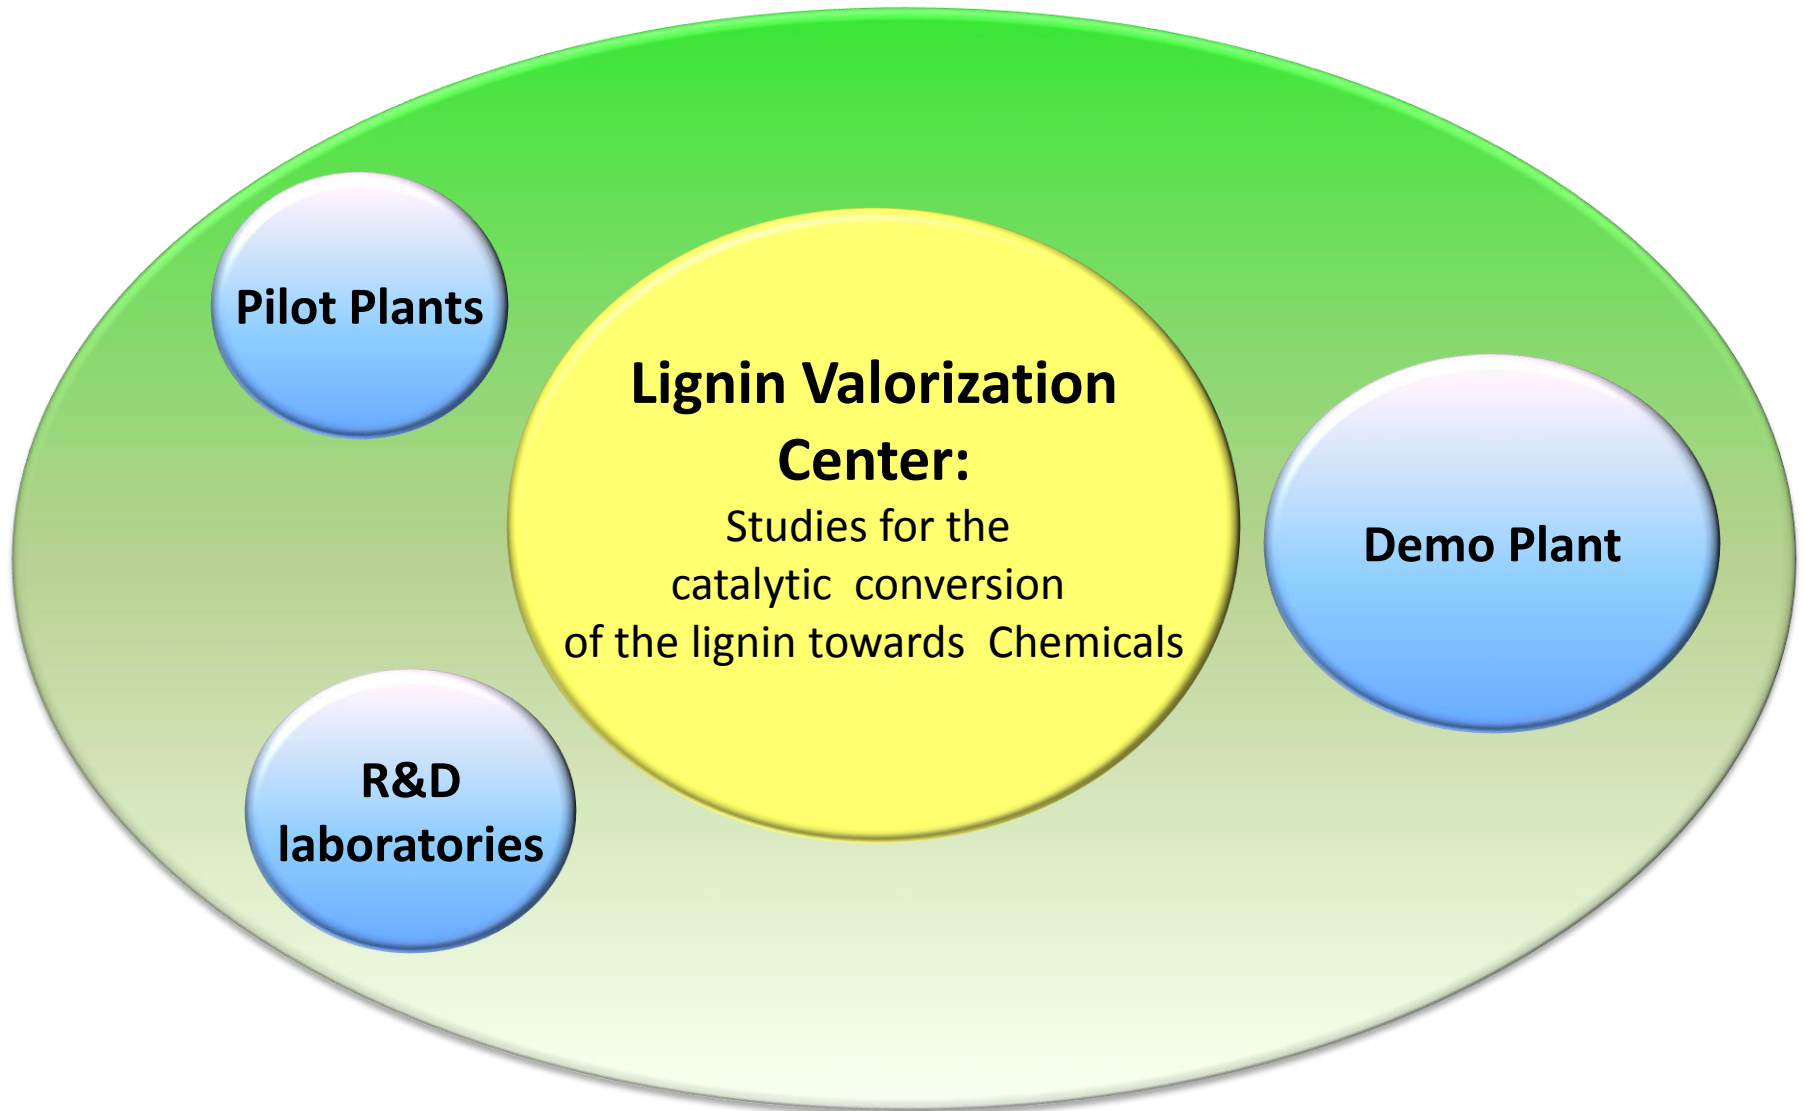 Pilot Plants
Lignin Valorization
Center:
Studies for the
catalytic  conversion
of the lignin towards  Chemicals
Demo Plant
R&D
laboratories